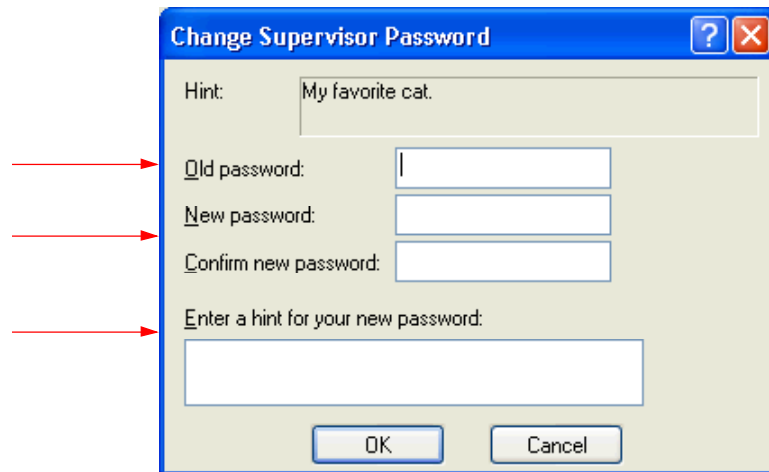 Change Supervisor Password
Hint: My favorite cat.
Old password:
New password:
Confirm new password:
Enter a hint for your new password:
OK Cancel